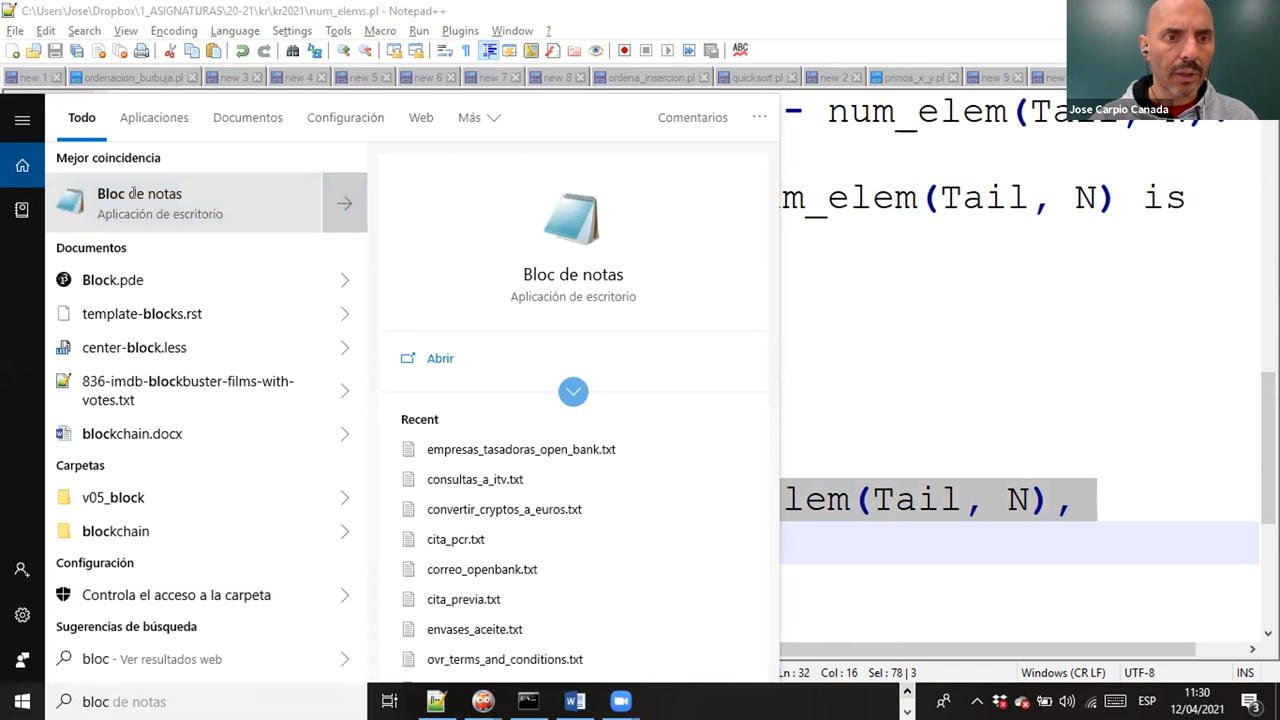 C:\Users\Jose\Dropbox\1_ASIGNATURAS\20-21\kr\kr2021\num_elems.pl - Notepad++
File Edit Search View Encoding Language Settings Tools Macro Run Plugins Window ?
new 1 ordenacion_burbuja.pl new 3 new 4 new 5 new 6 new 7 new 8 ordena_insercion.pl quicksort.pl new 2 primos_x_y.pl new 9 new
Jose Carpio Canada
Todo Aplicaciones Documentos Configuración Web Más Comentarios
Mejor coincidencia
Bloc de notas
Aplicación de escritorio
Documentos
Block.pde
template-blocks.rst
center-block.less
836-imdb-blockbuster-films-with-
votes.txt
blockchain.docx
Carpetas
v05_block
blockchain
Configuración
Controla el acceso a la carpeta
Sugerencias de búsqueda
bloc - Ver resultados web
bloc de notas
Bloc de notas
Aplicación de escritorio
Abrir
Recent
empresas_tasadoras_open_bank.txt
consultas_a_itv.txt
convertir_cryptos_a_euros.txt
cita_pcr.txt
correo_openbank.txt
cita_previa.txt
envases_aceite.txt
ovr_terms_and_conditions.txt
- num_elem(Tail, N).
m_elem(Tail, N) is
lem(Tail, N),
Ln : 32 Col : 16 Sel : 78 | 3 Windows (CR LF) UTF-8 INS
ESP
11:30
12/04/2021
3